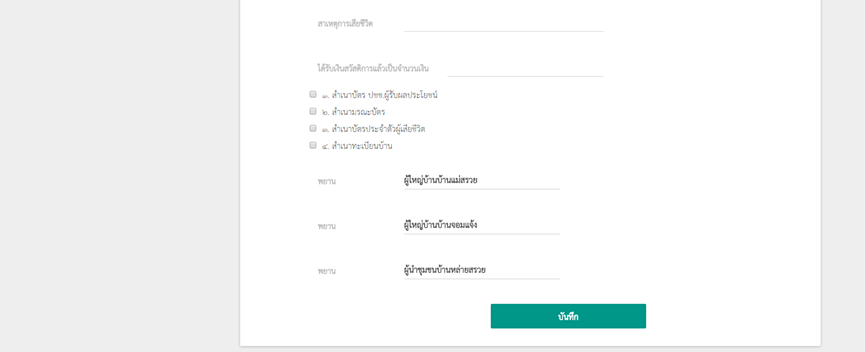 สาเหตุการเสียชีวิต
ได้รับเงินสวัสดิการแล้วเป็นจำนวนเงิน
๑. สำเนาบัตร ปชช.ผู้รับผลประโยชน์
๒. สำเนามรณะบัตร
๓. สำเนาบัตรประจำตัวผู้เสียชีวิต
๔. สำเนาทะเบียนบ้าน
พยาน ผู้ใหญ่บ้านบ้านแม่สรวย
พยาน ผู้ใหญ่บ้านบ้านจอมแจ้ง
พยาน ผู้นำชุมชนบ้านหล่ายสรวย
บันทึก